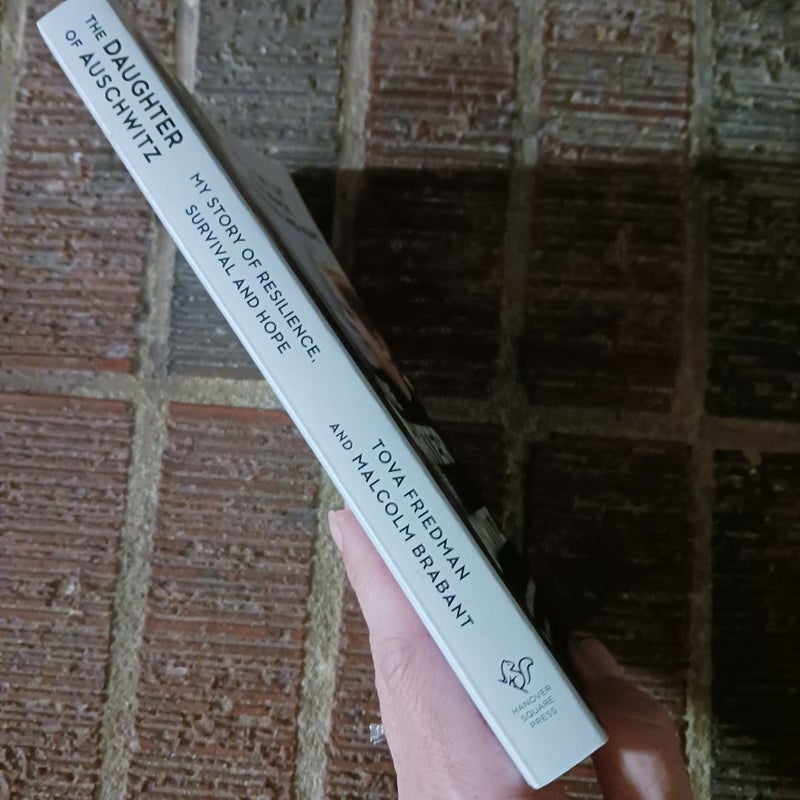 THE DAUGHTER
OF AUSCHWITZ
MY STORY OF RESILIENCE,
SURVIVAL AND HOPE
TOVA FRIEDMAN
AND MALCOLM BRABANT
HANOVER
SQUARE
PRESS